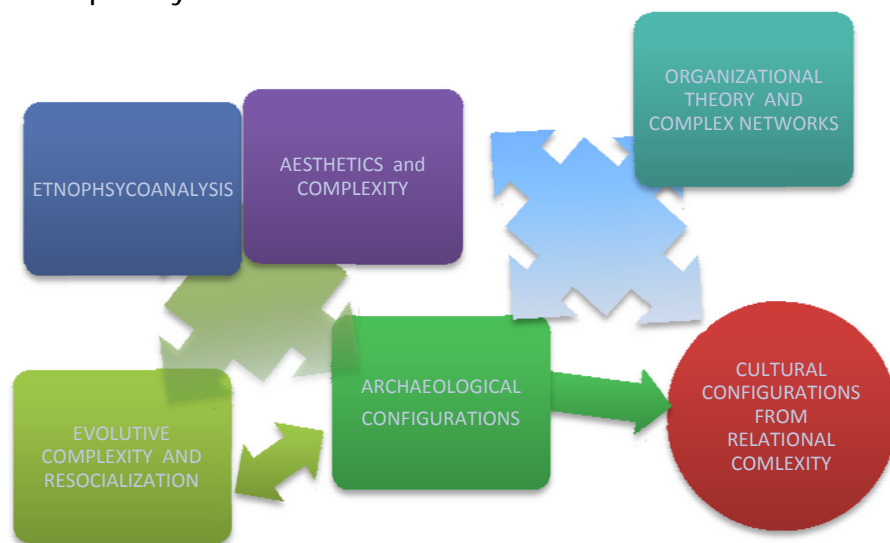 ORGANIZATIONAL
THEORY AND
COMPLEX NETWORKS
AESTHETICS and
COMPLEXITY
ETNOPHSYCOANALYSIS
ARCHAEOLOGICAL
CONFIGURATIONS
CULTURAL
CONFIGURATIONS
FROM
RELATIONAL
COMLEXITY
EVOLUTIVE
COMPLEXITY AND
RESOCIALIZATION